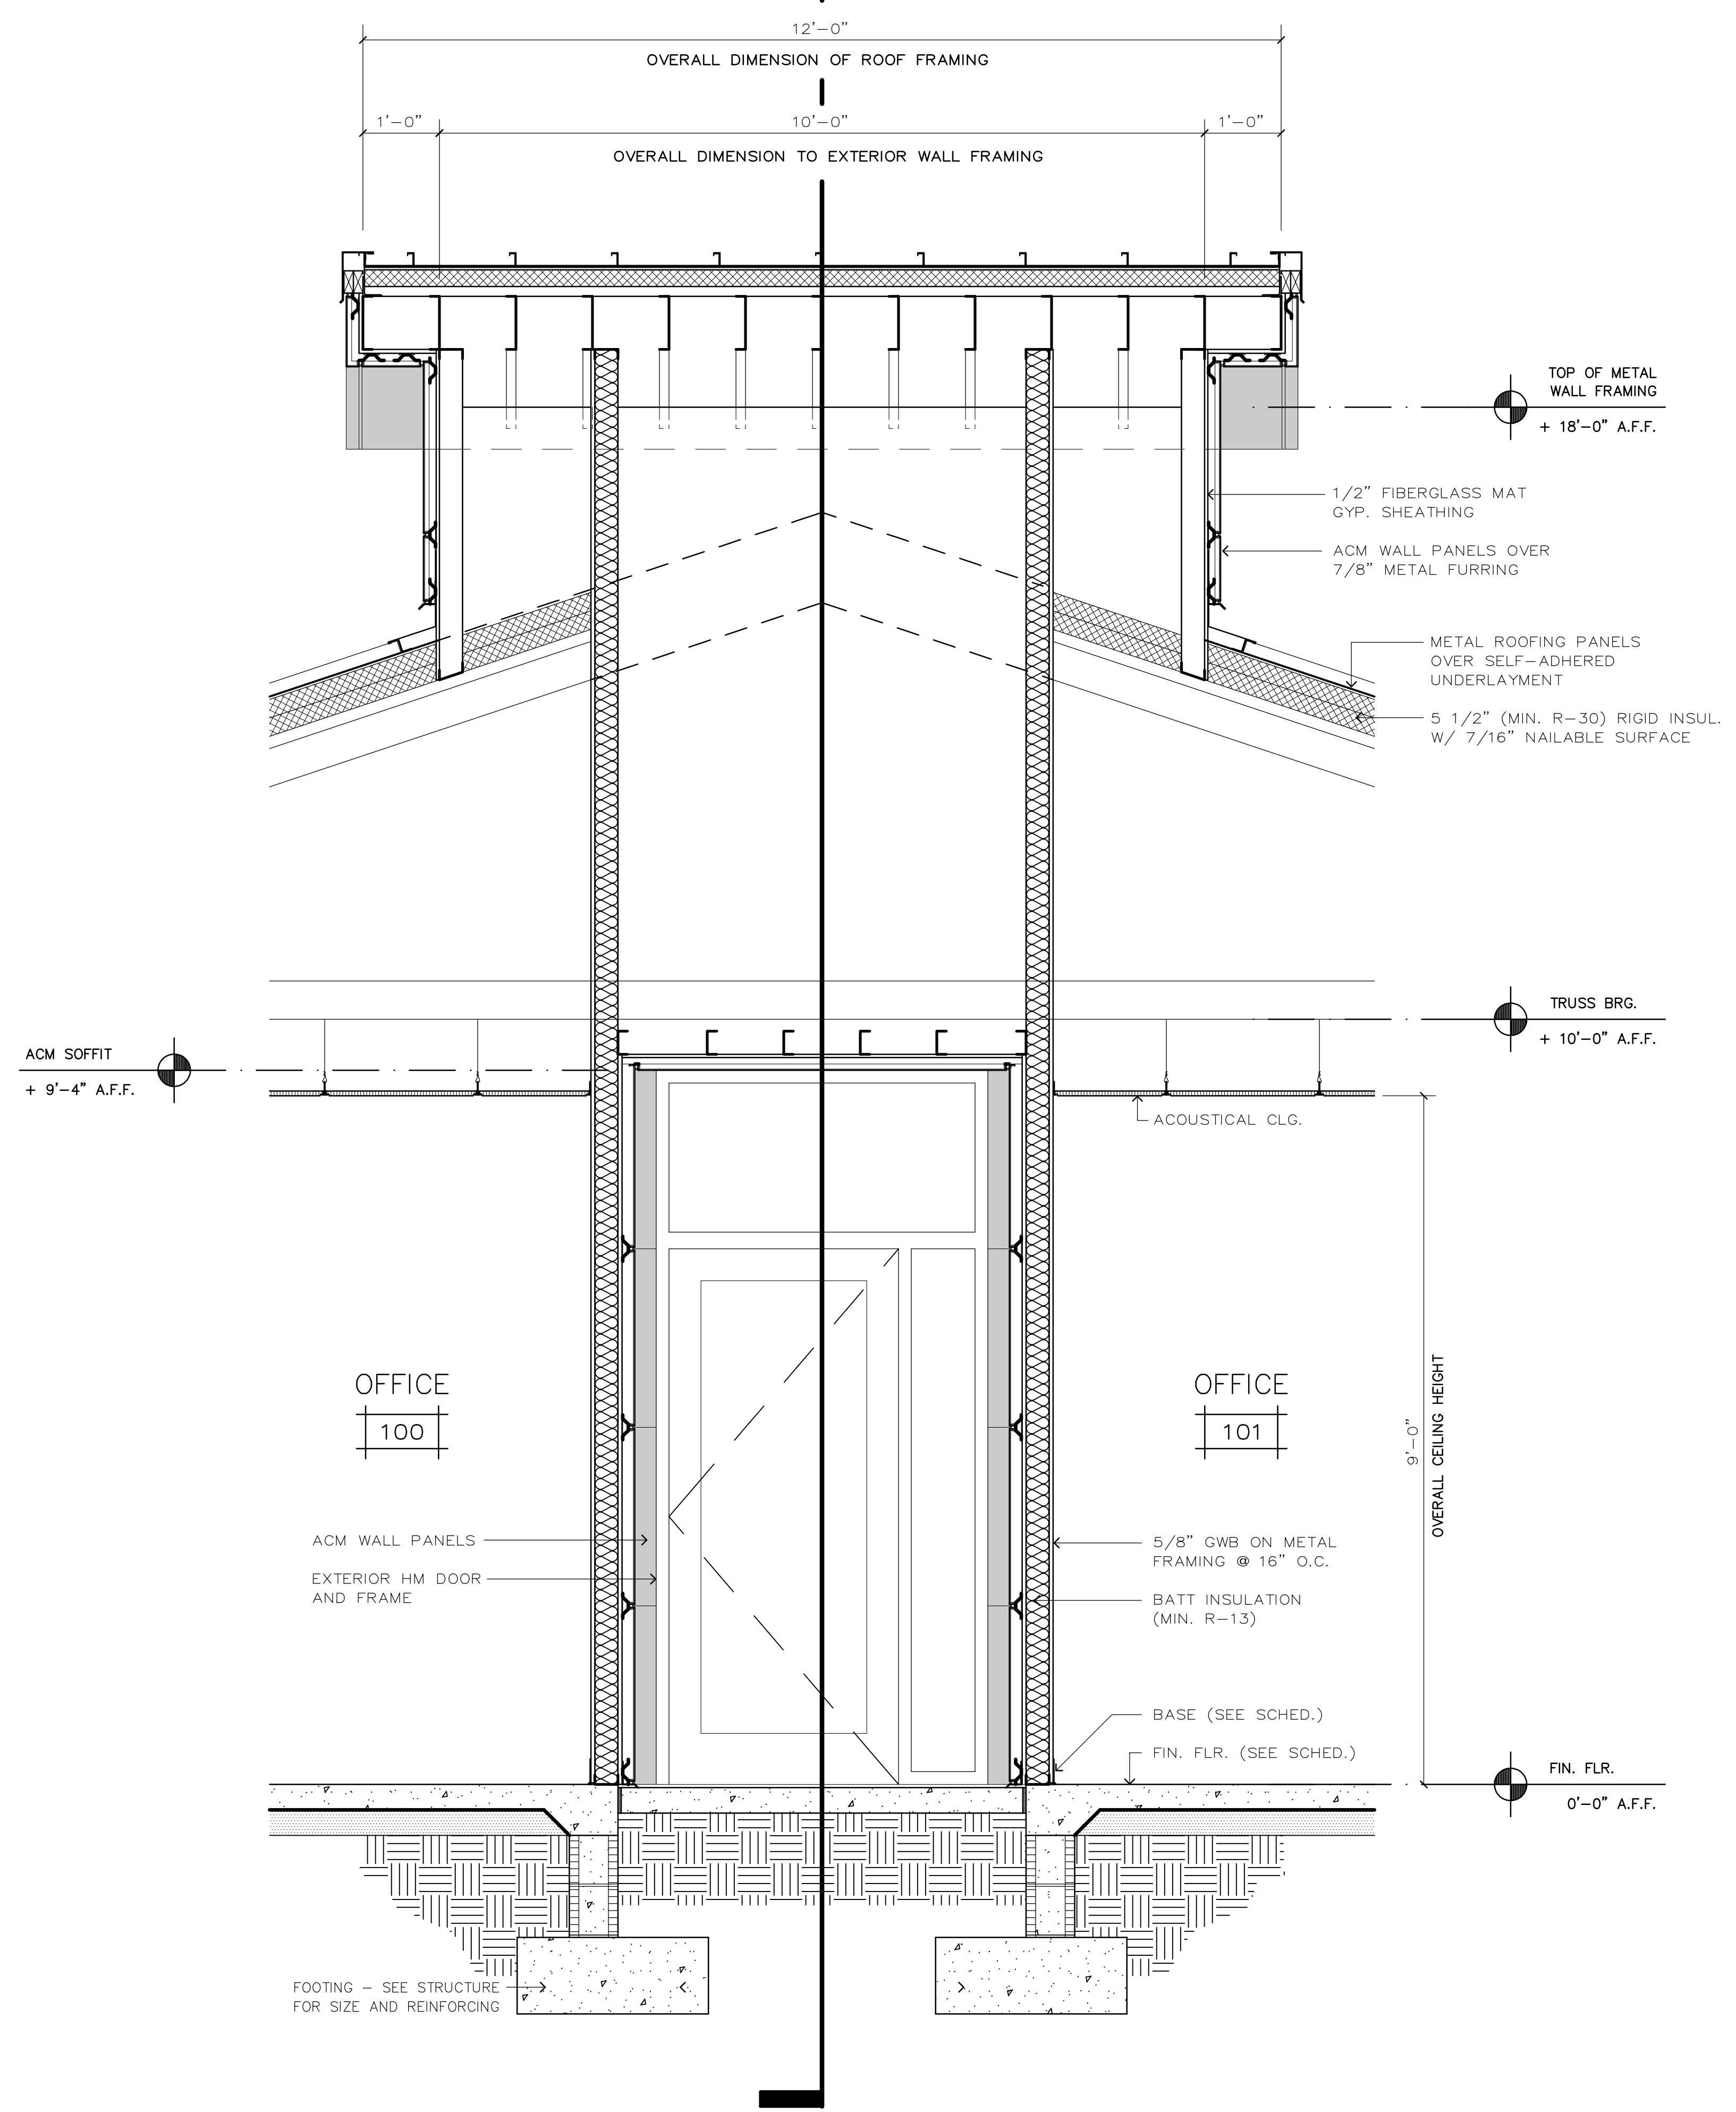 12'-0"
OVERALL DIMENSION OF ROOF FRAMING
1'-0"
10'-0"
1'-0"
OVERALL DIMENSION TO EXTERIOR WALL FRAMING
TOP OF METAL
WALL FRAMING
+ 18'-0" A.F.F.
1/2" FIBERGLASS MAT
GYP. SHEATHING
ACM WALL PANELS OVER
7/8" METAL FURRING
METAL ROOFING PANELS
OVER SELF-ADHERED
UNDERLAYMENT
5 1/2" (MIN. R-30) RIGID INSUL.
W/ 7/16" NAILABLE SURFACE
TRUSS BRG.
+ 10'-0" A.F.F.
ACM SOFFIT
+ 9'-4" A.F.F.
ACOUSTICAL CLG.
OFFICE
100
OFFICE
101
9'-0"
OVERALL CEILING HEIGHT
ACM WALL PANELS
EXTERIOR HM DOOR
AND FRAME
5/8" GWB ON METAL
FRAMING @ 16" O.C.
BATT INSULATION
(MIN. R-13)
BASE (SEE SCHED.)
FIN. FLR. (SEE SCHED.)
FIN. FLR.
0'-0" A.F.F.
FOOTING - SEE STRUCTURE
FOR SIZE AND REINFORCING